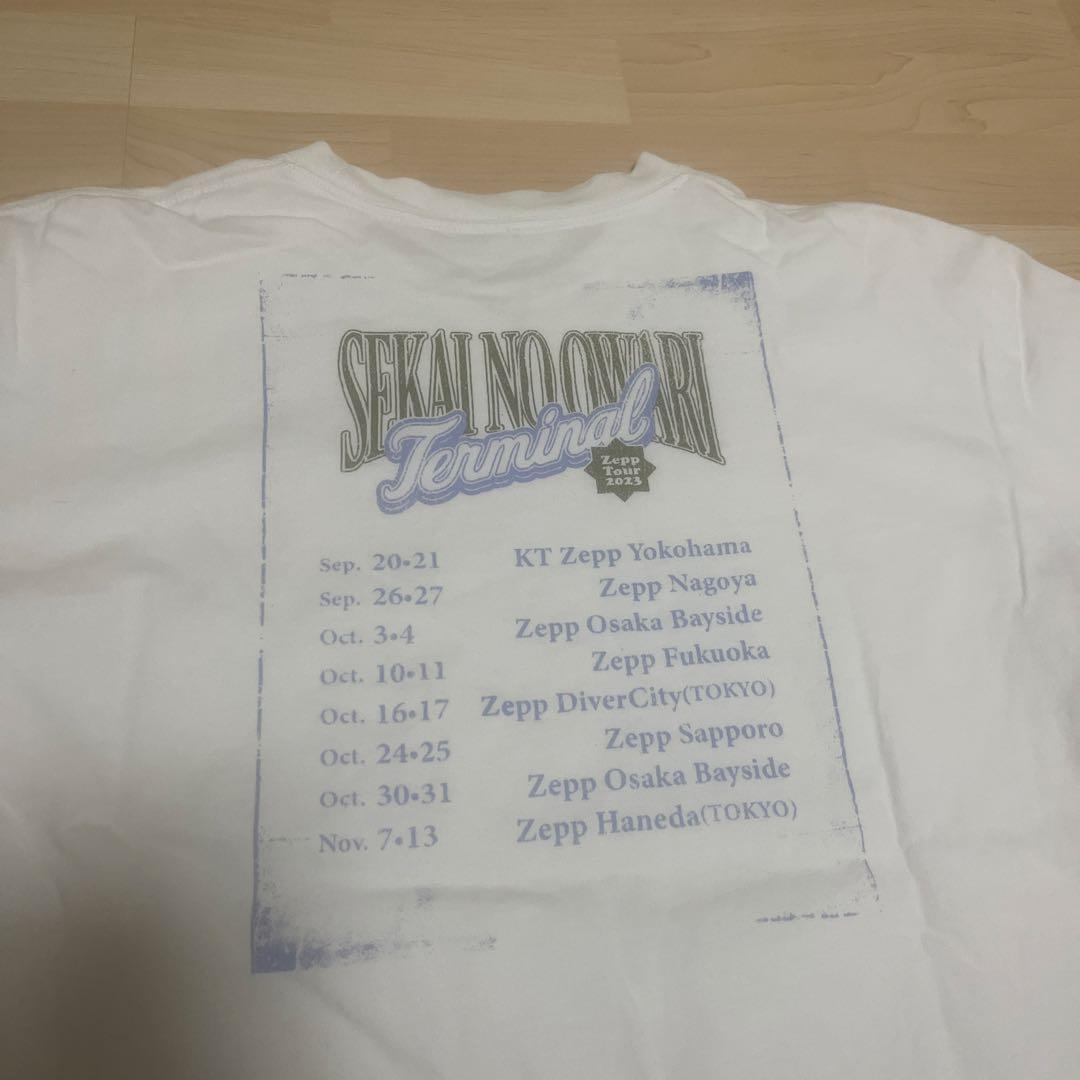 SEKAI NO OWARI
Terminal
Zepp
Tour
2023
Sep. 20•21 KT Zepp Yokohama
Sep. 26•27 Zepp Nagoya
Oct. 3•4 Zepp Osaka Bayside
Oct. 10•11 Zepp Fukuoka
Oct. 16•17 Zepp DiverCity(TOKYO)
Oct. 24•25 Zepp Sapporo
Oct. 30•31 Zepp Osaka Bayside
Nov. 7•13 Zepp Haneda(TOKYO)